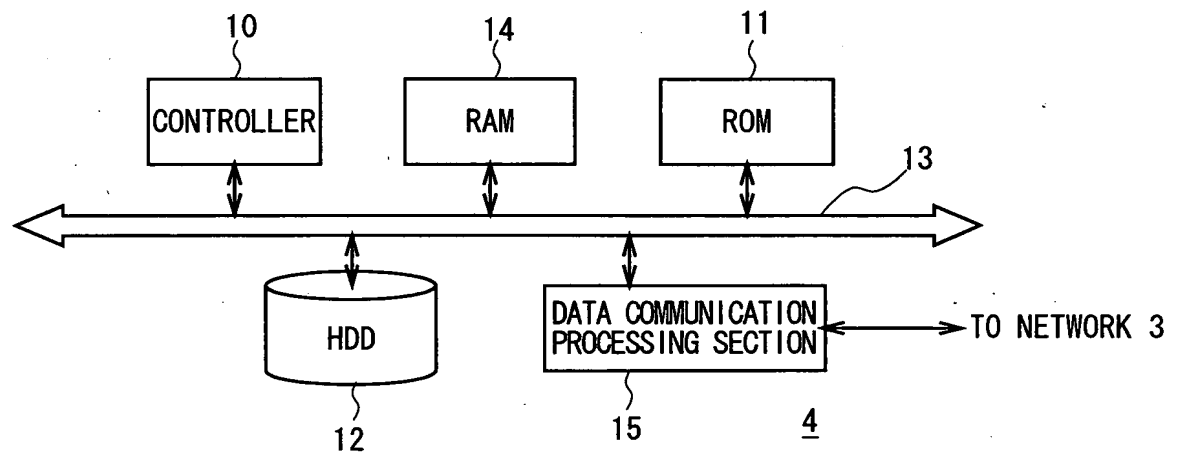 10
14
11
CONTROLLER
RAM
ROM
13
HDD
DATA COMMUNICATION
PROCESSING SECTION
TO NETWORK 3
12
15
4